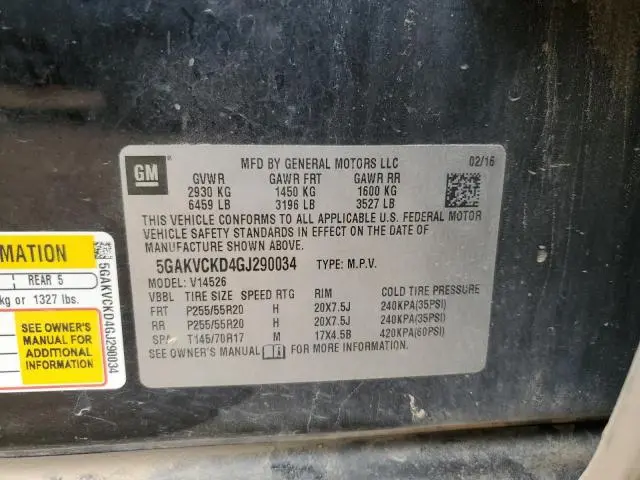 GM
MFD BY GENERAL MOTORS LLC 02/16
GVWR GAWR FRT GAWR RR
2930 KG 1450 KG 1600 KG
6459 LB 3196 LB 3527 LB
THIS VEHICLE CONFORMS TO ALL APPLICABLE U.S. FEDERAL MOTOR
VEHICLE SAFETY STANDARDS IN EFFECT ON THE DATE OF
MANUFACTURE SHOWN ABOVE.
5GAKVCKD4GJ290034 TYPE: M.P.V.
MODEL: V14526
VBBL TIRE SIZE SPEED RTG RIM COLD TIRE PRESSURE
FRT P255/55R20 H 20X7.5J 240KPA(35PSI)
RR P255/55R20 H 20X7.5J 240KPA(35PSI)
SPA T145/70R17 M 17X4.5B 420KPA(60PSI)
SEE OWNER'S MANUAL FOR MORE INFORMATION
MATION
REAR 5
kg or 1327 lbs.
SEE OWNER'S
MANUAL FOR
ADDITIONAL
INFORMATION
5GAKVCKD4GJ290034